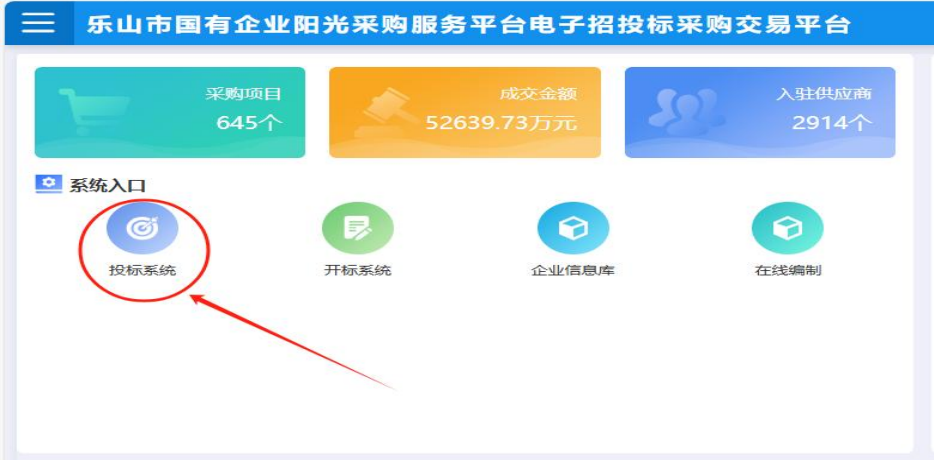 乐山市国有企业阳光采购服务平台电子招投标采购交易平台
采购项目
645个
成交金额
52639.73万元
入驻供应商
2914个
系统入口
投标系统
开标系统
企业信息库
在线编制